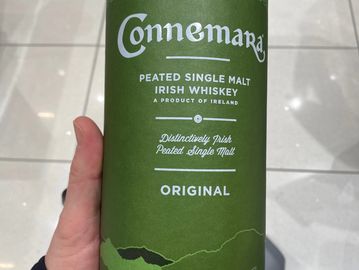 Connemara
PEATED SINGLE MALT
IRISH WHISKEY
A PRODUCT OF IRELAND
Distinctively Irish
Peated Single Malt
ORIGINAL